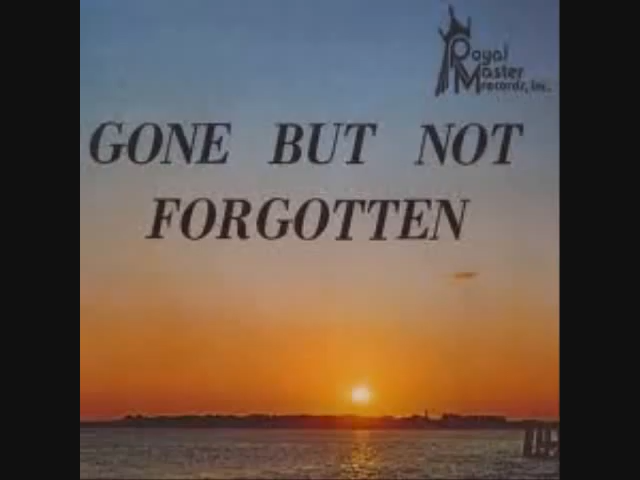 Royal
Master
records, Inc.
GONE BUT NOT
FORGOTTEN